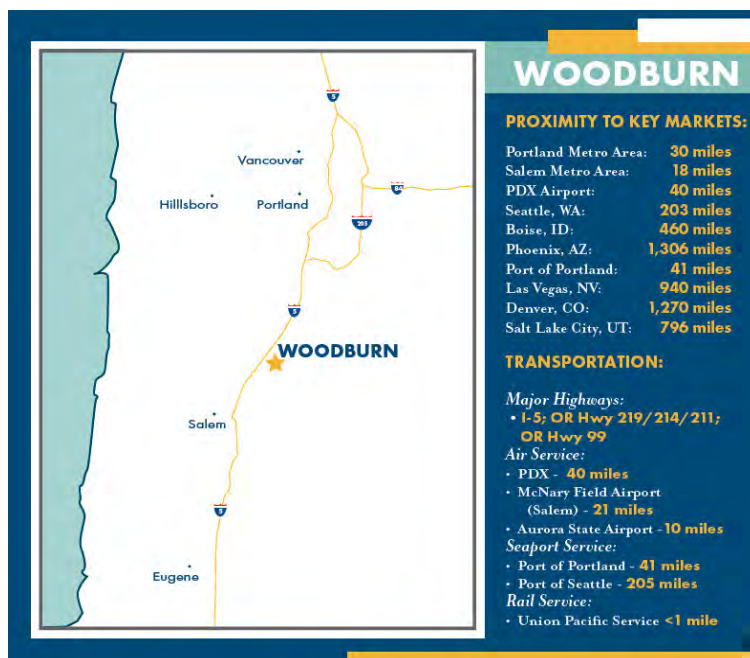 WOODBURN
PROXIMITY TO KEY MARKETS:
Portland Metro Area: 30 miles
Salem Metro Area: 18 miles
PDX Airport: 40 miles
Seattle, WA: 203 miles
Boise, ID: 460 miles
Phoenix, AZ: 1,306 miles
Port of Portland: 41 miles
Las Vegas, NV: 940 miles
Denver, CO: 1,270 miles
Salt Lake City, UT: 796 miles
TRANSPORTATION:
Major Highways:
• I-5; OR Hwy 219/214/211;
OR Hwy 99
Air Service:
• PDX - 40 miles
• McNary Field Airport
(Salem) - 21 miles
• Aurora State Airport - 10 miles
Seaport Service:
• Port of Portland - 41 miles
• Port of Seattle - 205 miles
Rail Service:
• Union Pacific Service <1 mile
5
Vancouver
84
Hilllsboro
Portland
205
5
WOODBURN
Salem
5
Eugene